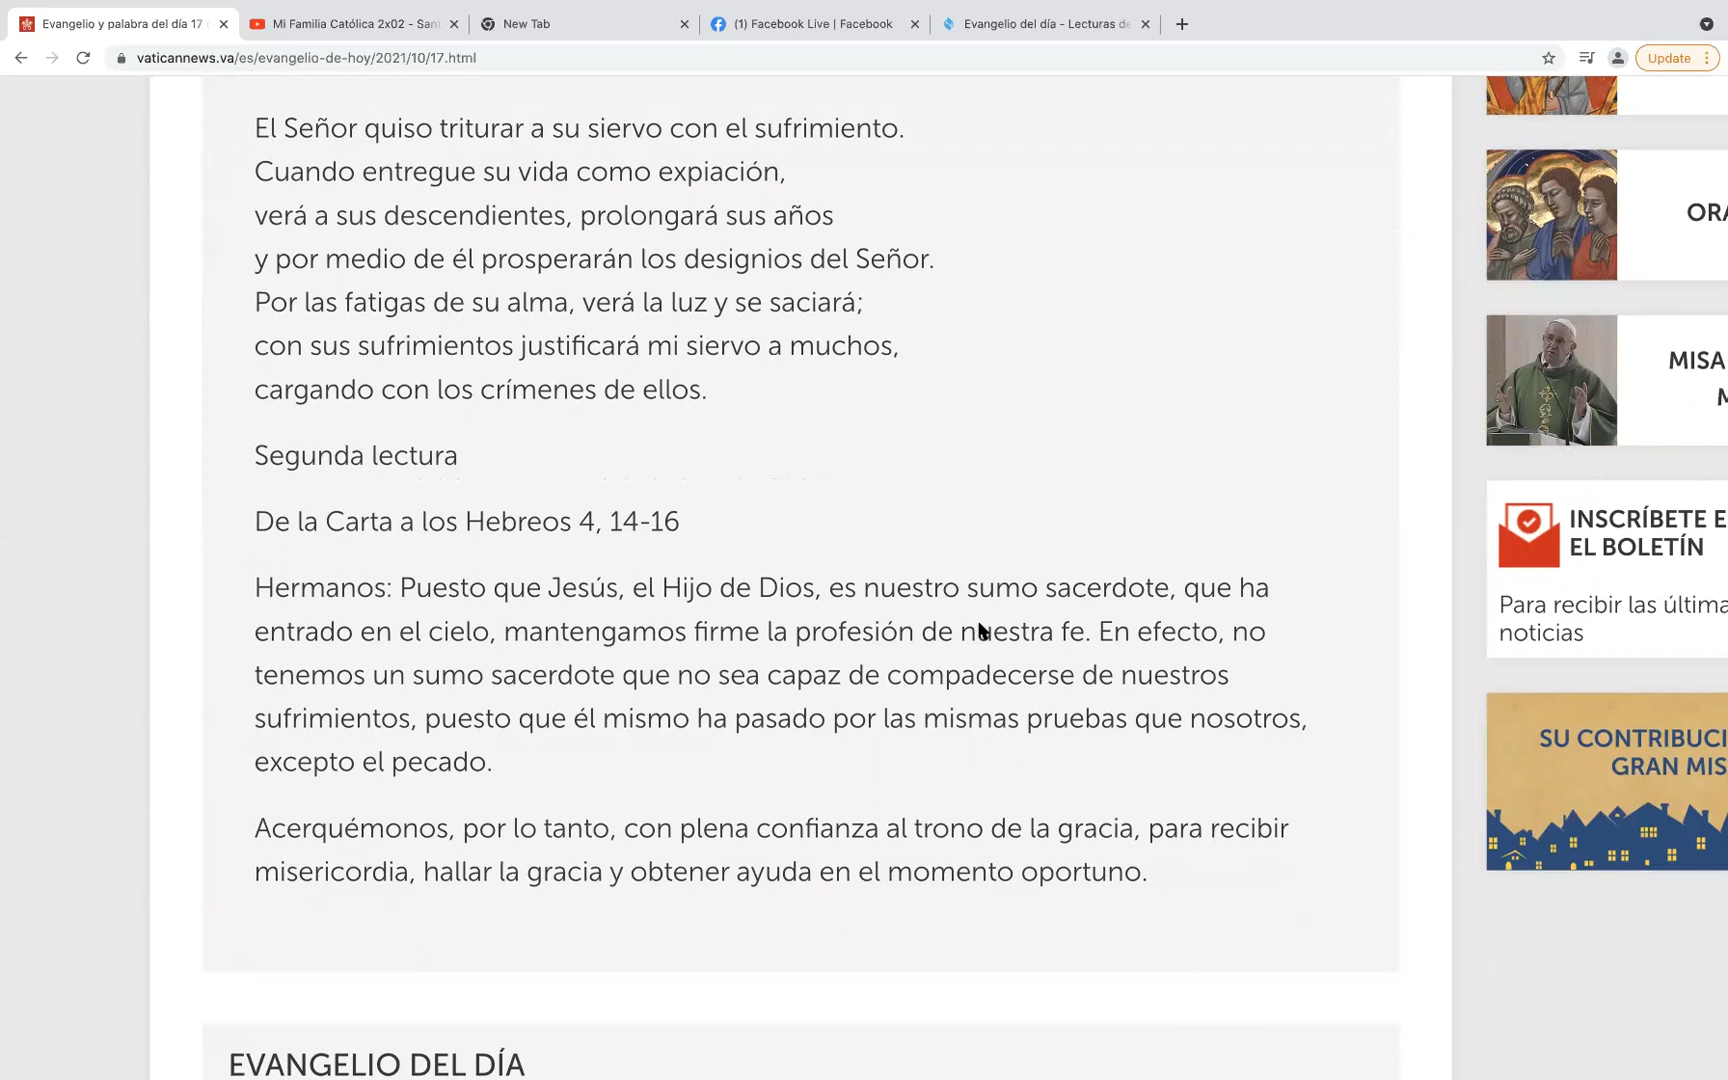 Evangelio y palabra del día 17
Mi Familia Católica 2x02 - San
New Tab
(1) Facebook Live | Facebook
Evangelio del día - Lecturas de
vaticannews.va/es/evangelio-de-hoy/2021/10/17.html
Update
El Señor quiso triturar a su siervo con el sufrimiento.
Cuando entregue su vida como expiación,
verá a sus descendientes, prolongará sus años
y por medio de él prosperarán los designios del Señor.
Por las fatigas de su alma, verá la luz y se saciará;
con sus sufrimientos justificará mi siervo a muchos,
cargando con los crímenes de ellos.
Segunda lectura
De la Carta a los Hebreos 4, 14-16
Hermanos: Puesto que Jesús, el Hijo de Dios, es nuestro sumo sacerdote, que ha
entrado en el cielo, mantengamos firme la profesión de nuestra fe. En efecto, no
tenemos un sumo sacerdote que no sea capaz de compadecerse de nuestros
sufrimientos, puesto que él mismo ha pasado por las mismas pruebas que nosotros,
excepto el pecado.
Acerquémonos, por lo tanto, con plena confianza al trono de la gracia, para recibir
misericordia, hallar la gracia y obtener ayuda en el momento oportuno.
EVANGELIO DEL DÍA
ORA
MISA
M
INSCRÍBETE E
EL BOLETÍN
Para recibir las última
noticias
SU CONTRIBUCI
GRAN MIS